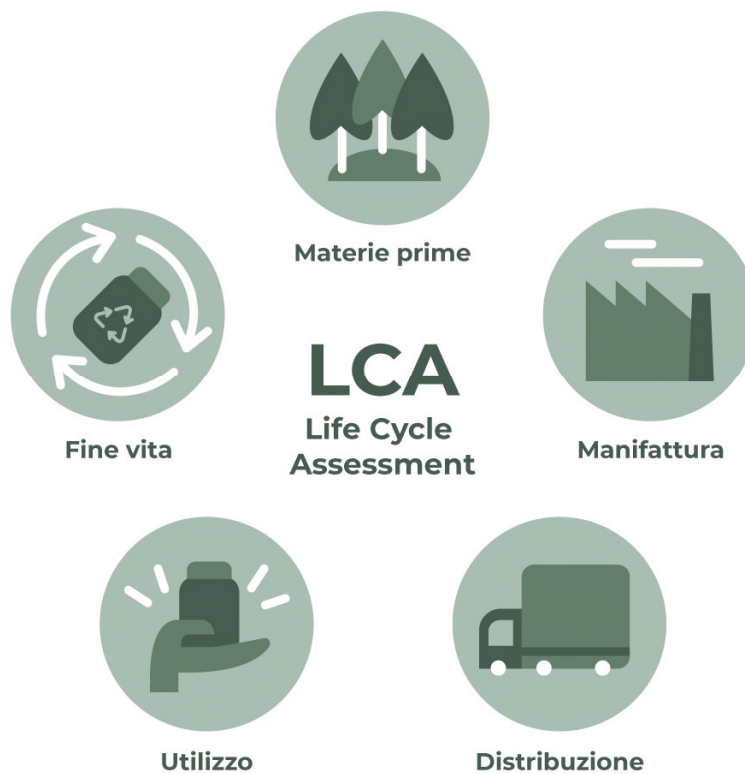 Materie prime
LCA
Life Cycle
Assessment
Fine vita
Manifattura
Utilizzo
Distribuzione